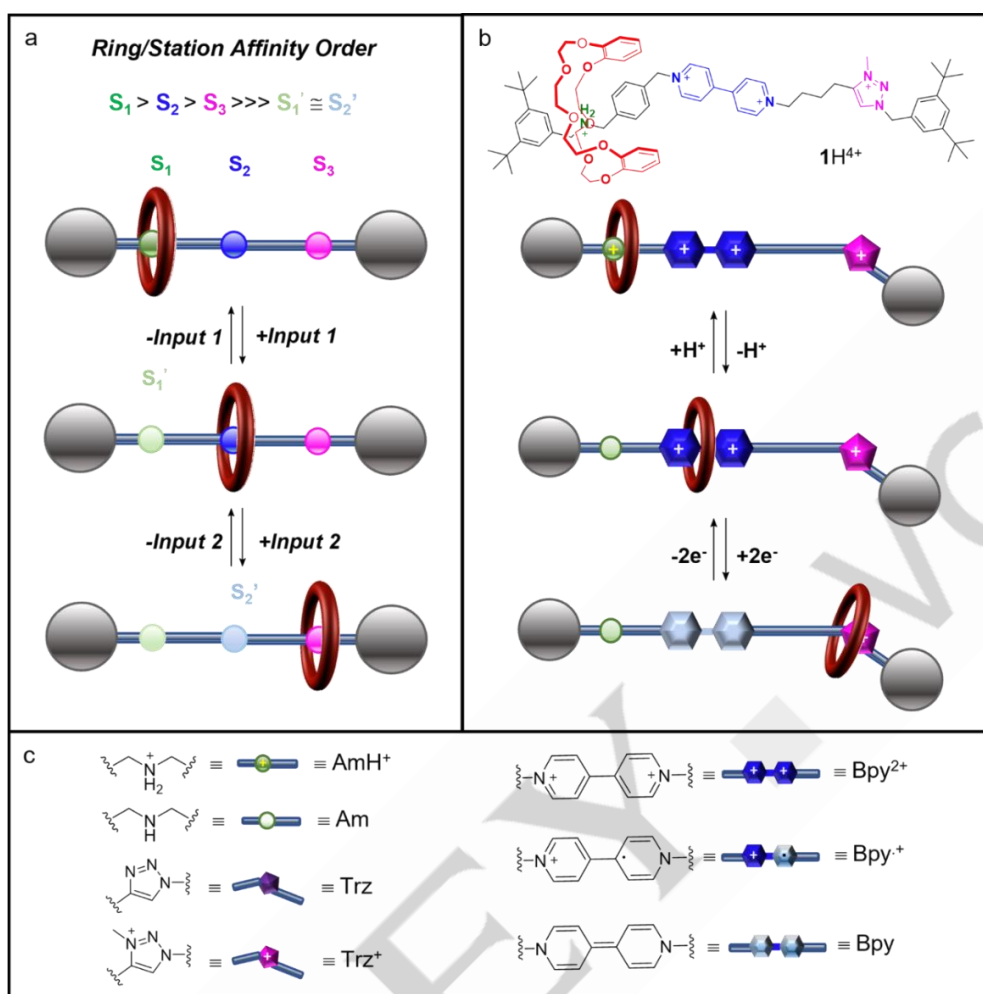 a
Ring/Station Affinity Order
S₁ > S₂ > S₃ >>> S₁' ≅ S₂'
S₁ S₂ S₃
-Input 1 +Input 1
S₁'
-Input 2 +Input 2
S₂'
b
O O O O O O O O
H₂
N
+
N
+
N
+
N
+
N
N
1H⁴⁺
+ + + +
+H⁺ -H⁺
+ + +
-2e⁻ +2e⁻
+
c
+
N
H₂
≡ + ≡ AmH⁺
N
H
≡ ≡ Am
N N N
≡ ≡ Trz
+
N N N
≡ + ≡ Trz⁺
N
+
N
+
≡ + + ≡ Bpy²⁺
N
+
· N
≡ + • ≡ Bpy·⁺
N N
≡ ≡ Bpy